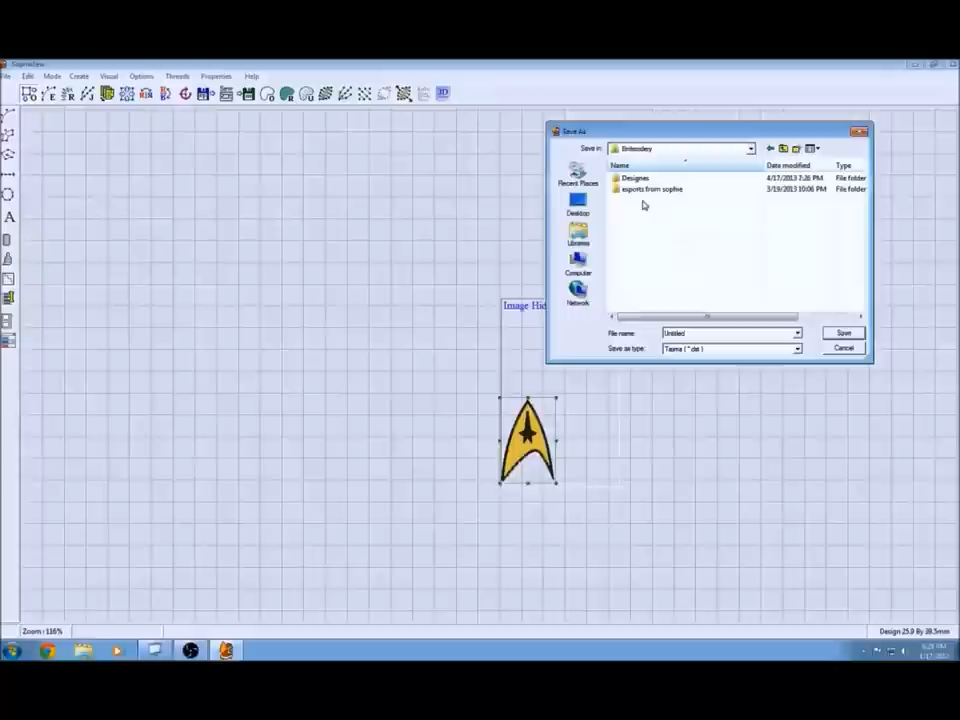 File Edit Mode Create Visual Options Threads Properties Help
3D
A
Save As
Save in: Embroidery
Name Date modified Type
Designes 4/17/2013 7:26 PM File folder
exports from sophie 3/19/2013 10:06 PM File folder
Recent Places
Desktop
Libraries
Computer
Network
File name: Untitled Save
Save as type: Tajima ( *.dst ) Cancel
Image Hid
Zoom : 116% Design 25.9 By 39.5mm